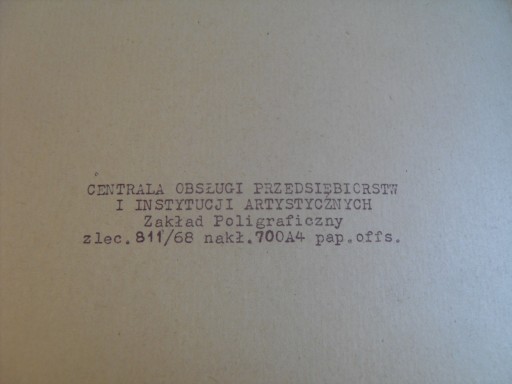 CENTRALA OBSŁUGI PRZEDSIĘBIORSTW
I INSTYTUCJI ARTYSTYCZNYCH
Zakład Poligraficzny
zlec. 811/68 nakł.700A4 pap.offs.